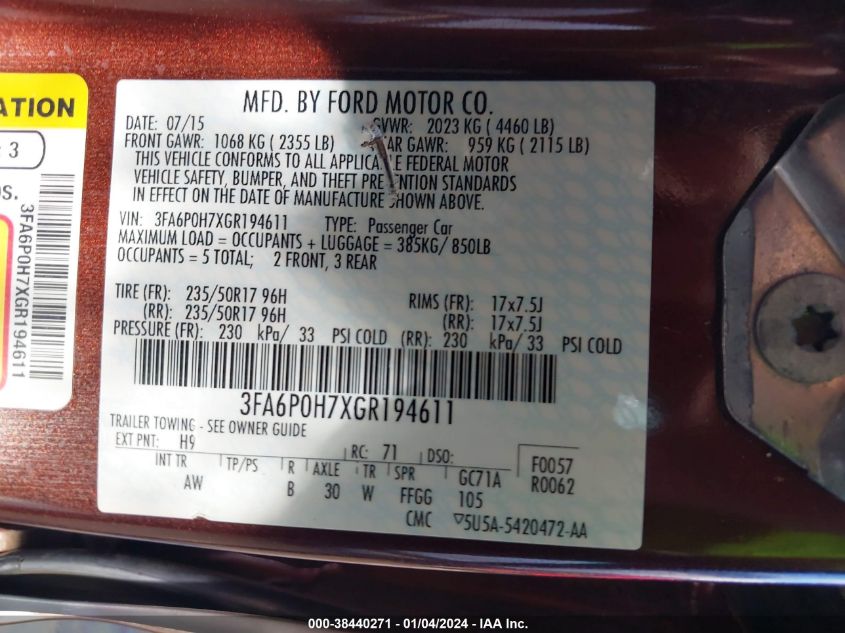 ATION
: 3
OS.
3FA6P0H7XGR194611
MFD. BY FORD MOTOR CO.
DATE: 07/15 GVWR: 2023 KG ( 4460 LB)
FRONT GAWR: 1068 KG ( 2355 LB) AR GAWR: 959 KG ( 2115 LB)
THIS VEHICLE CONFORMS TO ALL APPLICABLE FEDERAL MOTOR
VEHICLE SAFETY, BUMPER, AND THEFT PREVENTION STANDARDS
IN EFFECT ON THE DATE OF MANUFACTURE SHOWN ABOVE.
VIN: 3FA6P0H7XGR194611 TYPE: Passenger Car
MAXIMUM LOAD = OCCUPANTS + LUGGAGE = 385KG/ 850LB
OCCUPANTS = 5 TOTAL; 2 FRONT, 3 REAR
TIRE (FR): 235/50R17 96H RIMS (FR): 17x7.5J
(RR): 235/50R17 96H (RR): 17x7.5J
PRESSURE (FR): 230 kPa/ 33 PSI COLD (RR): 230 kPa/ 33 PSI COLD
3FA6P0H7XGR194611
TRAILER TOWING - SEE OWNER GUIDE
EXT PNT: H9 RC: 71 DSO: F0057
INT TR TP/PS R AXLE TR SPR GC71A R0062
AW B 30 W FFGG 105
CMC ▽5U5A-5420472-AA
000-38440271 - 01/04/2024 - IAA Inc.